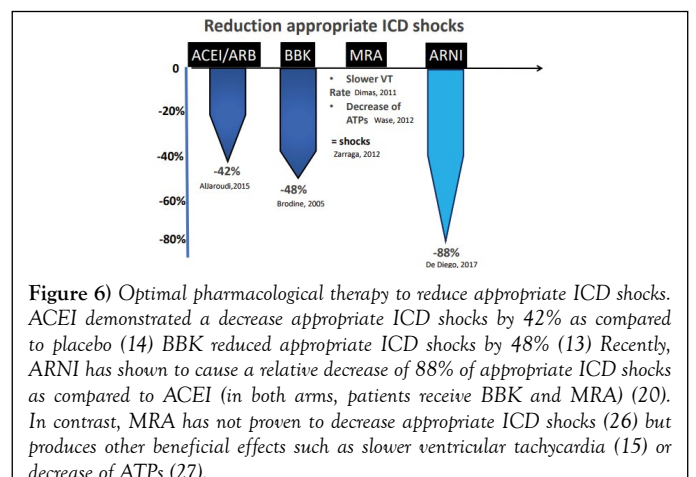 Reduction appropriate ICD shocks
ACEI/ARB BBK MRA ARNI
0
-20%
-40%
-60%
-80%
• Slower VT
Rate Dimas, 2011
• Decrease of
ATPs Wase, 2012
= shocks
Zarraga, 2012
-42%
AlJaroudi,2015
-48%
Brodine, 2005
-88%
De Diego, 2017
Figure 6) Optimal pharmacological therapy to reduce appropriate ICD shocks.
ACEI demonstrated a decrease appropriate ICD shocks by 42% as compared
to placebo (14) BBK reduced appropriate ICD shocks by 48% (13) Recently,
ARNI has shown to cause a relative decrease of 88% of appropriate ICD shocks
as compared to ACEI (in both arms, patients receive BBK and MRA) (20).
In contrast, MRA has not proven to decrease appropriate ICD shocks (26) but
produces other beneficial effects such as slower ventricular tachycardia (15) or
decrease of ATPs (27).